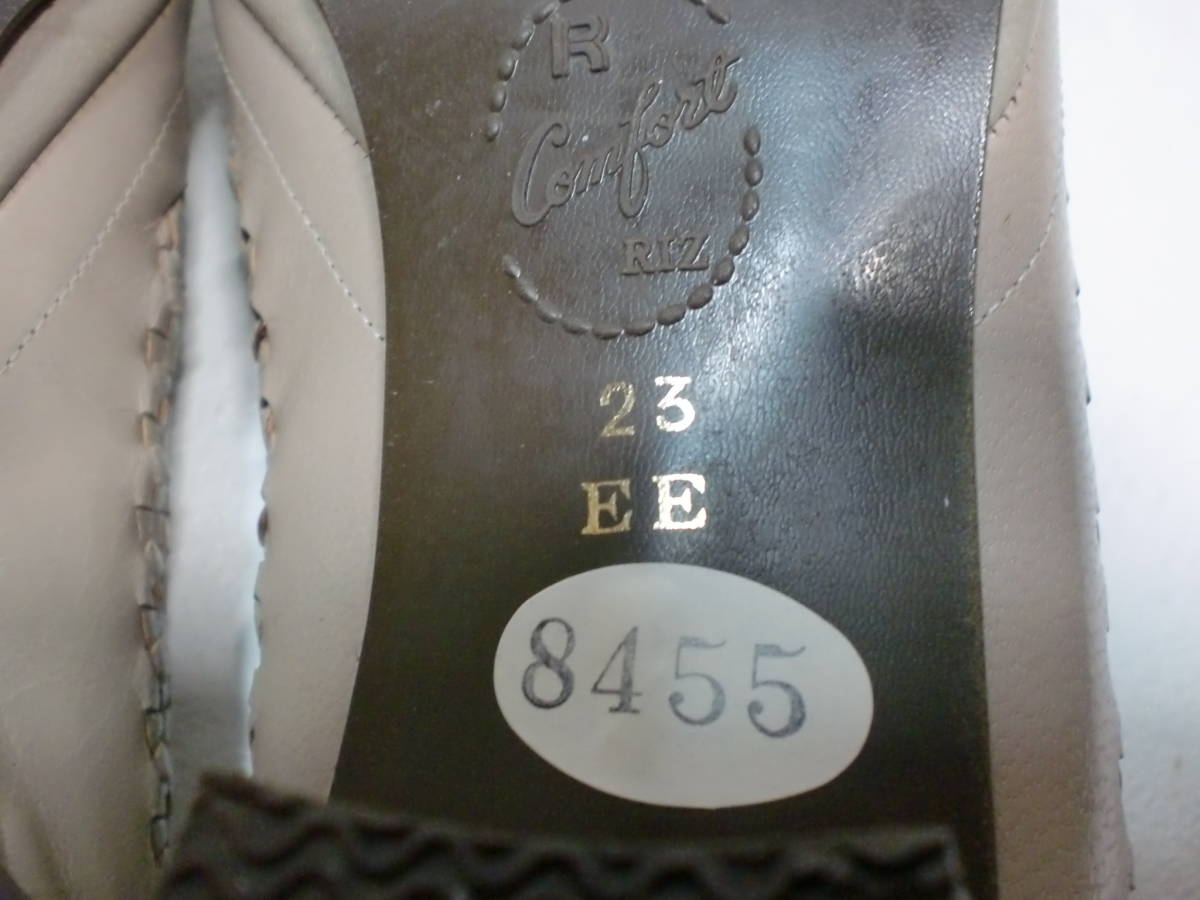 R
Comfort
RIZ
23
EE
8455